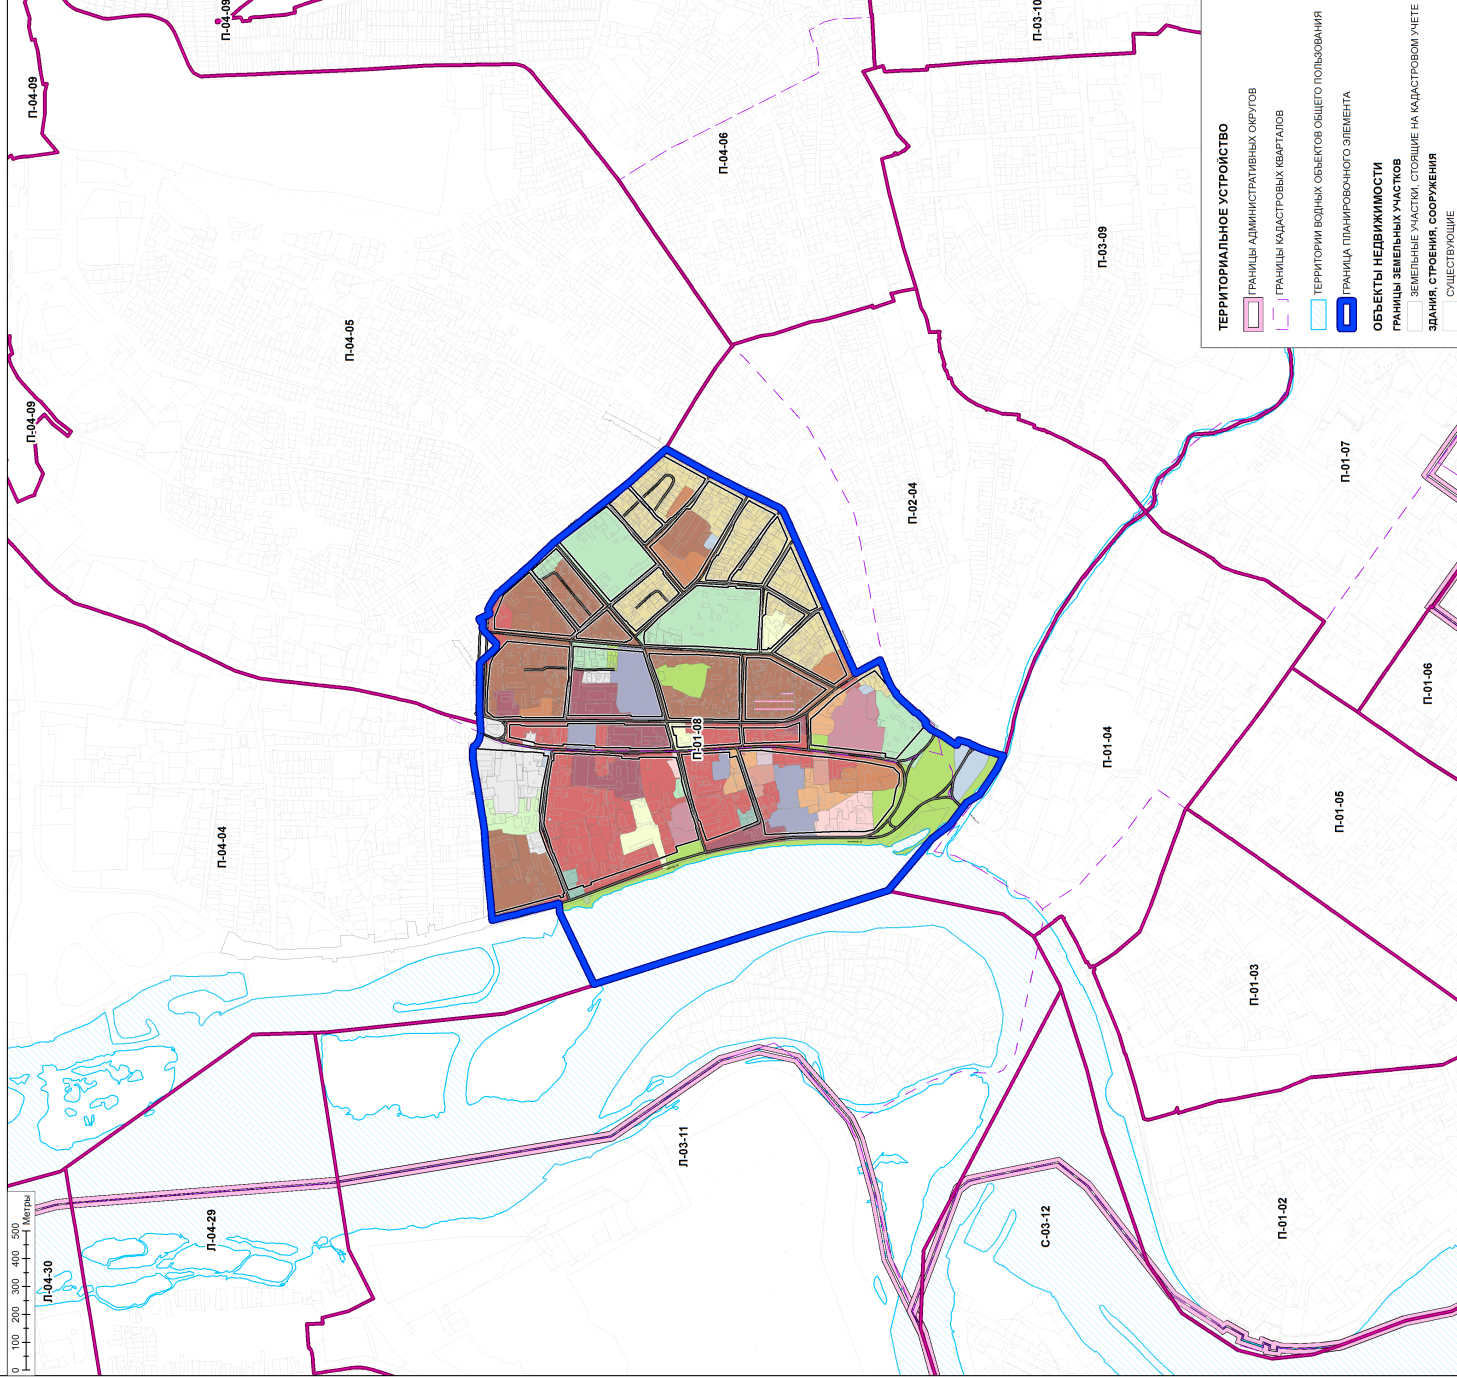 П-04-09
П-04-09
П-03-10
П-04-06
П-03-09
П-04-05
П-04-09
П-02-04
П-01-07
П-01-06
П-01-08
П-01-04
П-01-05
П-04-04
П-01-03
Л-03-11
П-01-02
С-03-12
Л-04-29
Л-04-30
0 100 200 300 400 500 Метры
ТЕРРИТОРИАЛЬНОЕ УСТРОЙСТВО
ГРАНИЦЫ АДМИНИСТРАТИВНЫХ ОКРУГОВ
ГРАНИЦЫ КАДАСТРОВЫХ КВАРТАЛОВ
ТЕРРИТОРИИ ВОДНЫХ ОБЪЕКТОВ ОБЩЕГО ПОЛЬЗОВАНИЯ
ГРАНИЦА ПЛАНИРОВОЧНОГО ЭЛЕМЕНТА
ОБЪЕКТЫ НЕДВИЖИМОСТИ
ГРАНИЦЫ ЗЕМЕЛЬНЫХ УЧАСТКОВ
ЗЕМЕЛЬНЫЕ УЧАСТКИ, СТОЯЩИЕ НА КАДАСТРОВОМ УЧЕТЕ
ЗДАНИЯ, СТРОЕНИЯ, СООРУЖЕНИЯ
СУЩЕСТВУЮЩИЕ